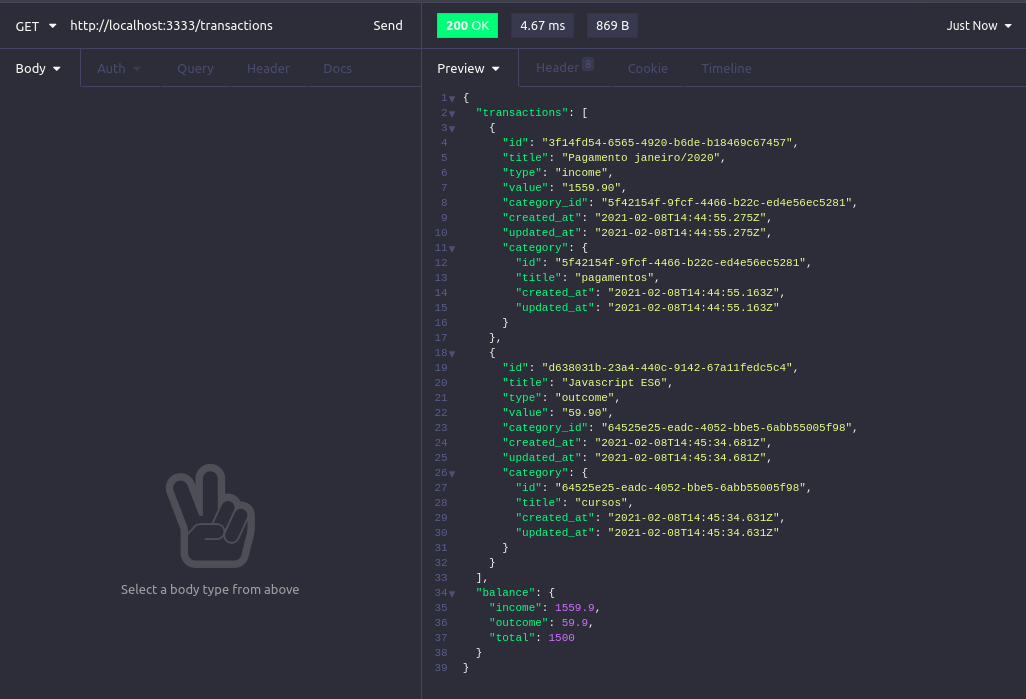 GET http://localhost:3333/transactions Send
200 OK 4.67 ms 869 B Just Now
Body Auth Query Header Docs
Preview Header 8 Cookie Timeline
1 {
2 "transactions": [
3 {
4 "id": "3f14fd54-6565-4920-b6de-b18469c67457",
5 "title": "Pagamento janeiro/2020",
6 "type": "income",
7 "value": "1559.90",
8 "category_id": "5f42154f-9fcf-4466-b22c-ed4e56ec5281",
9 "created_at": "2021-02-08T14:44:55.275Z",
10 "updated_at": "2021-02-08T14:44:55.275Z",
11 "category": {
12 "id": "5f42154f-9fcf-4466-b22c-ed4e56ec5281",
13 "title": "pagamentos",
14 "created_at": "2021-02-08T14:44:55.163Z",
15 "updated_at": "2021-02-08T14:44:55.163Z"
16 }
17 },
18 {
19 "id": "d638031b-23a4-440c-9142-67a11fedc5c4",
20 "title": "Javascript ES6",
21 "type": "outcome",
22 "value": "59.90",
23 "category_id": "64525e25-eadc-4052-bbe5-6abb55005f98",
24 "created_at": "2021-02-08T14:45:34.681Z",
25 "updated_at": "2021-02-08T14:45:34.681Z",
26 "category": {
27 "id": "64525e25-eadc-4052-bbe5-6abb55005f98",
28 "title": "cursos",
29 "created_at": "2021-02-08T14:45:34.631Z",
30 "updated_at": "2021-02-08T14:45:34.631Z"
31 }
32 }
33 ],
34 "balance": {
35 "income": 1559.9,
36 "outcome": 59.9,
37 "total": 1500
38 }
39 }
Select a body type from above